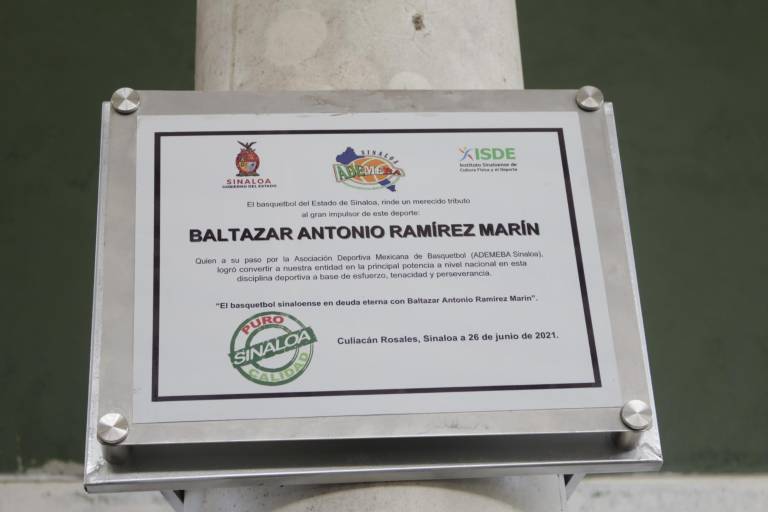 SINALOA
GOBIERNO DEL ESTADO
SINALOA
ADEMEBA
ISDE
Instituto Sinaloense de
Cultura Física y el Deporte
El basquetbol del Estado de Sinaloa, rinde un merecido tributo
al gran impulsor de este deporte:
BALTAZAR ANTONIO RAMÍREZ MARÍN
Quien a su paso por la Asociación Deportiva Mexicana de Basquetbol (ADEMEBA Sinaloa),
logró convertir a nuestra entidad en la principal potencia a nivel nacional en esta
disciplina deportiva a base de esfuerzo, tenacidad y perseverancia.
"El basquetbol sinaloense en deuda eterna con Baltazar Antonio Ramírez Marín".
PURO
SINALOA
CALIDAD
Culiacán Rosales, Sinaloa a 26 de junio de 2021.